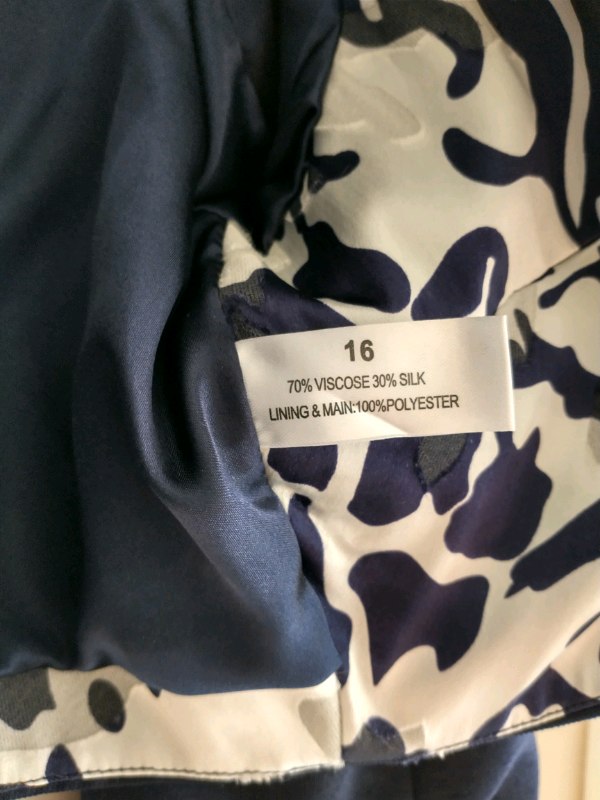 16
70% VISCOSE 30% SILK
LINING & MAIN:100%POLYESTER